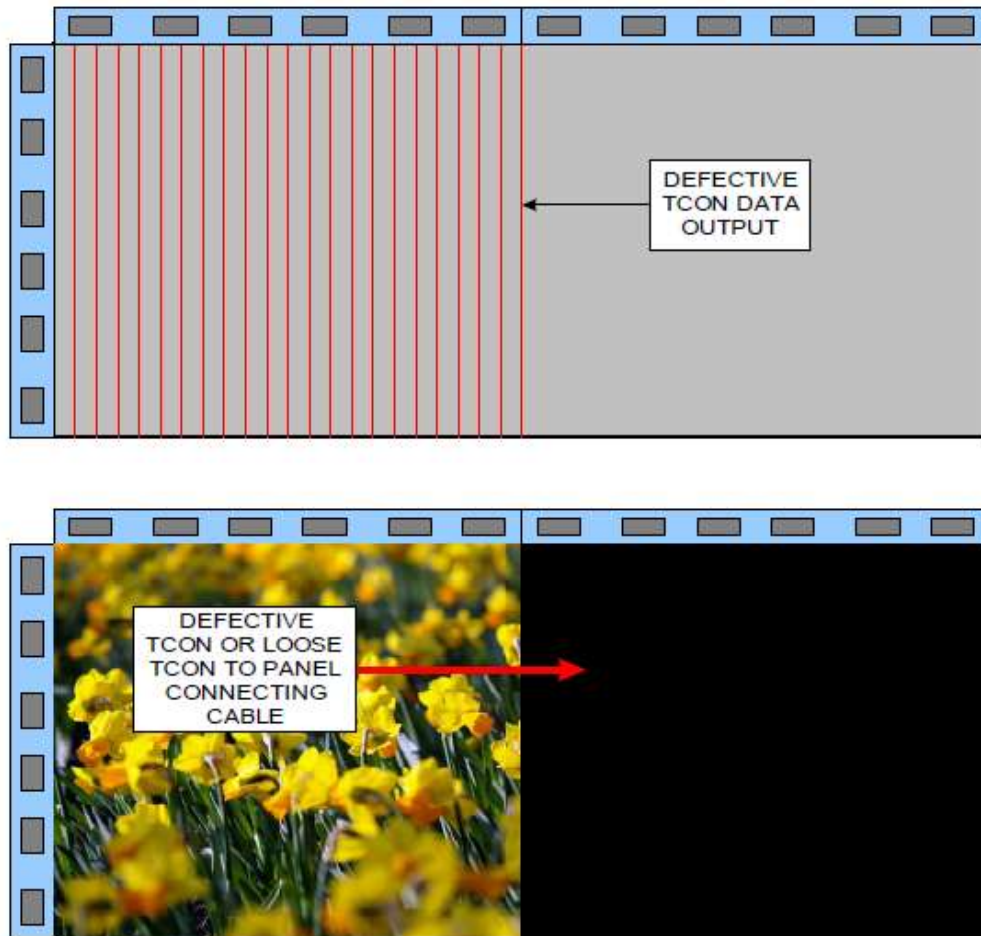 DEFECTIVE
TCON DATA
OUTPUT
DEFECTIVE
TCON OR LOOSE
TCON TO PANEL
CONNECTING
CABLE